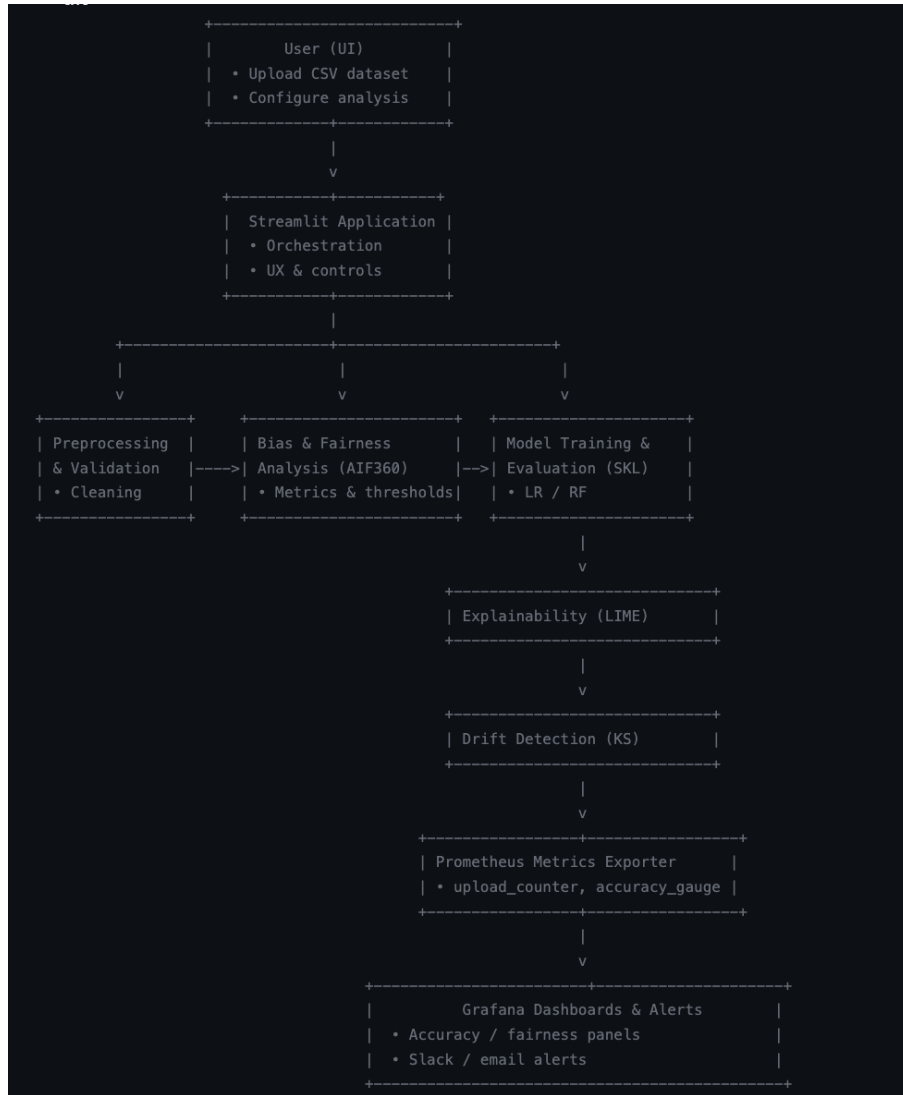 User (UI)
• Upload CSV dataset
• Configure analysis
v
Streamlit Application
• Orchestration
• UX & controls
v v v
Preprocessing
& Validation
• Cleaning
---->
Bias & Fairness
Analysis (AIF360)
• Metrics & thresholds
-->
Model Training &
Evaluation (SKL)
• LR / RF
v
Explainability (LIME)
v
Drift Detection (KS)
v
Prometheus Metrics Exporter
• upload_counter, accuracy_gauge
v
Grafana Dashboards & Alerts
• Accuracy / fairness panels
• Slack / email alerts